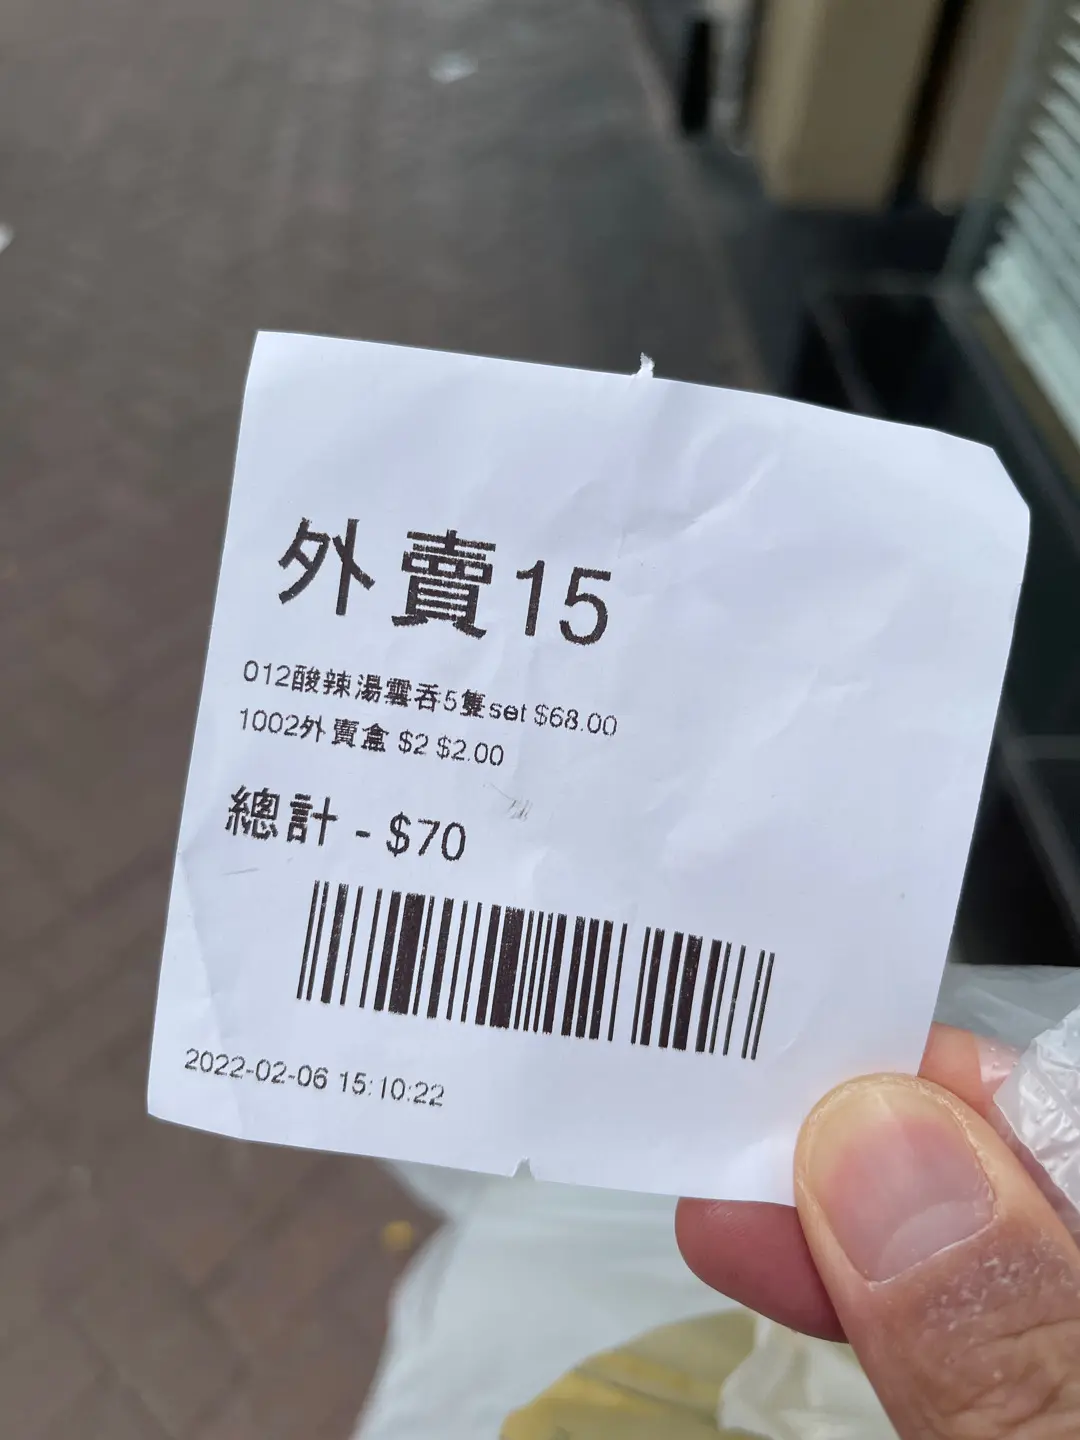 外賣15
012酸辣湯雲吞5隻set $68.00
1002外賣盒 $2 $2.00
總計 - $70
2022-02-06 15:10:22